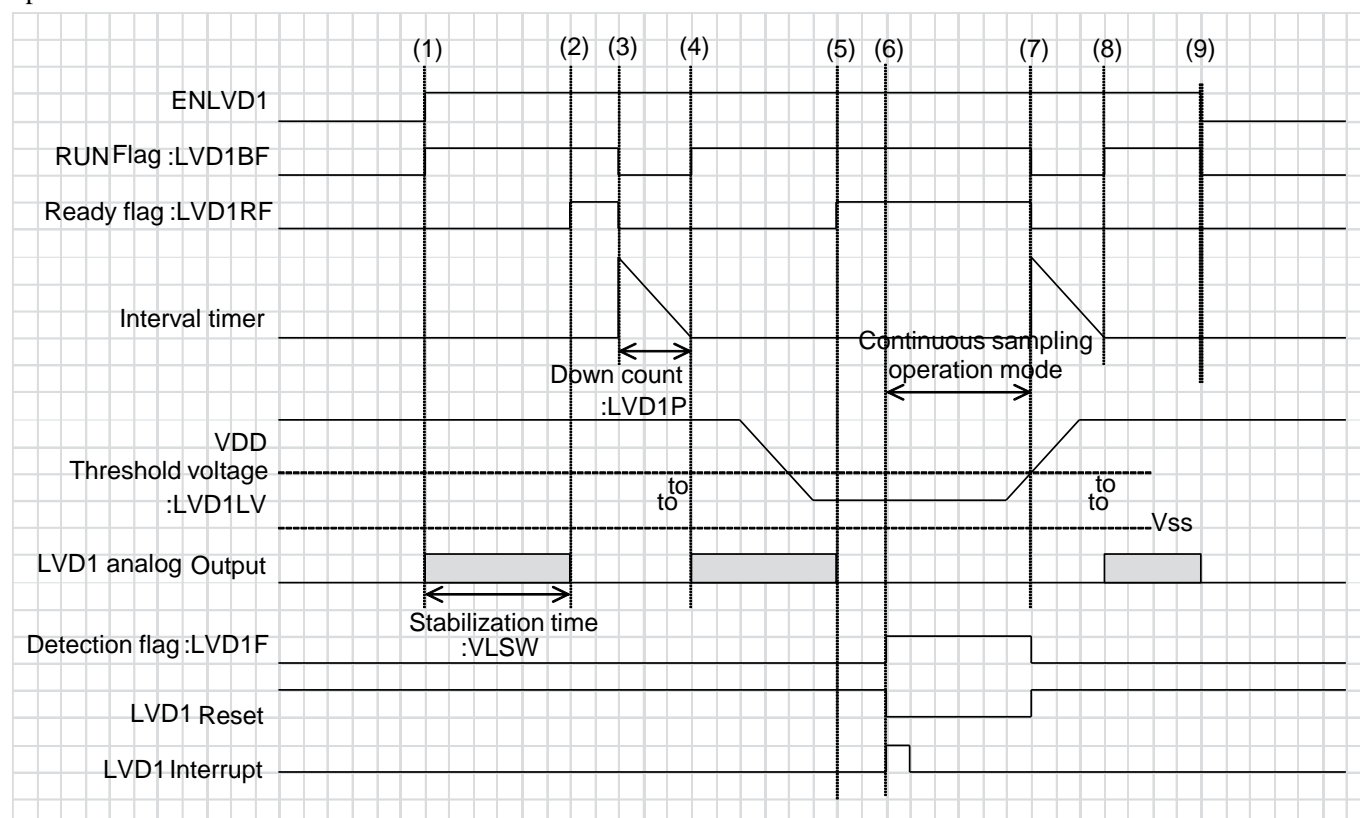 (1) (2) (3) (4) (5) (6) (7) (8) (9)
ENLVD1
RUN Flag :LVD1BF
Ready flag :LVD1RF
Interval timer
Down count
:LVD1P
Continuous sampling
operation mode
VDD
Threshold voltage
:LVD1LV
to
to
to
to
Vss
LVD1 analog Output
Stabilization time
:VLSW
Detection flag :LVD1F
LVD1 Reset
LVD1 Interrupt